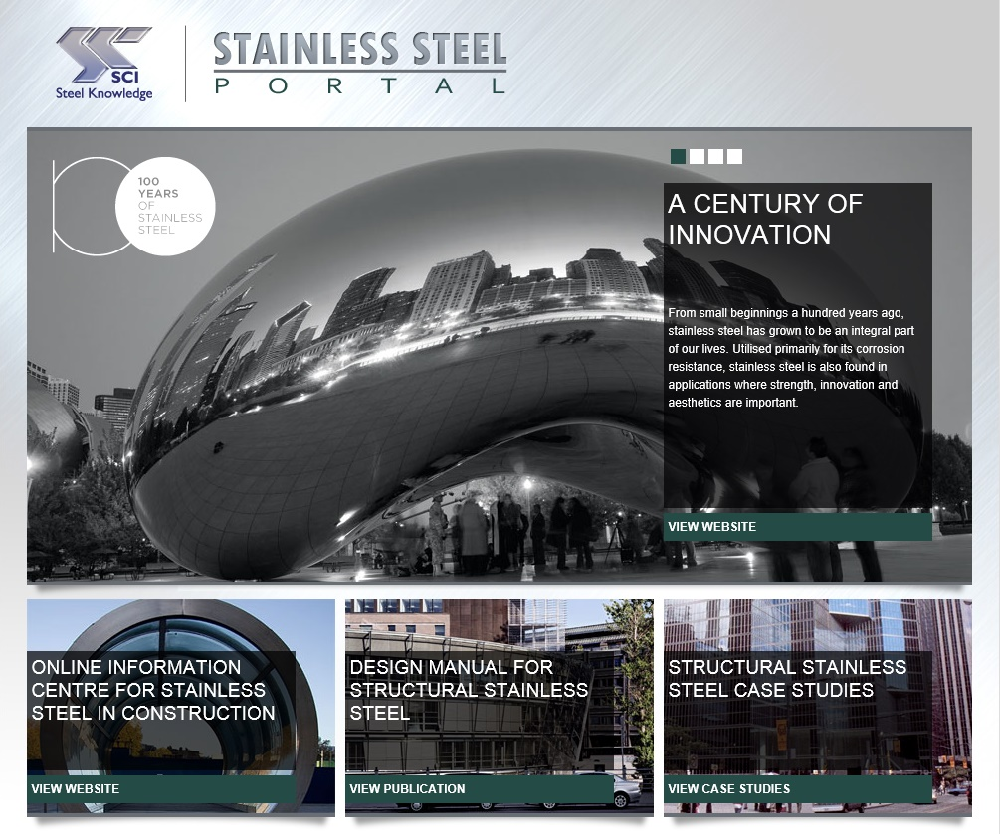 SCI
Steel Knowledge
STAINLESS STEEL
PORTAL
100
YEARS
OF
STAINLESS
STEEL
A CENTURY OF
INNOVATION
From small beginnings a hundred years ago,
stainless steel has grown to be an integral part
of our lives. Utilised primarily for its corrosion
resistance, stainless steel is also found in
applications where strength, innovation and
aesthetics are important.
VIEW WEBSITE
ONLINE INFORMATION
CENTRE FOR STAINLESS
STEEL IN CONSTRUCTION
VIEW WEBSITE
DESIGN MANUAL FOR
STRUCTURAL STAINLESS
STEEL
VIEW PUBLICATION
STRUCTURAL STAINLESS
STEEL CASE STUDIES
VIEW CASE STUDIES